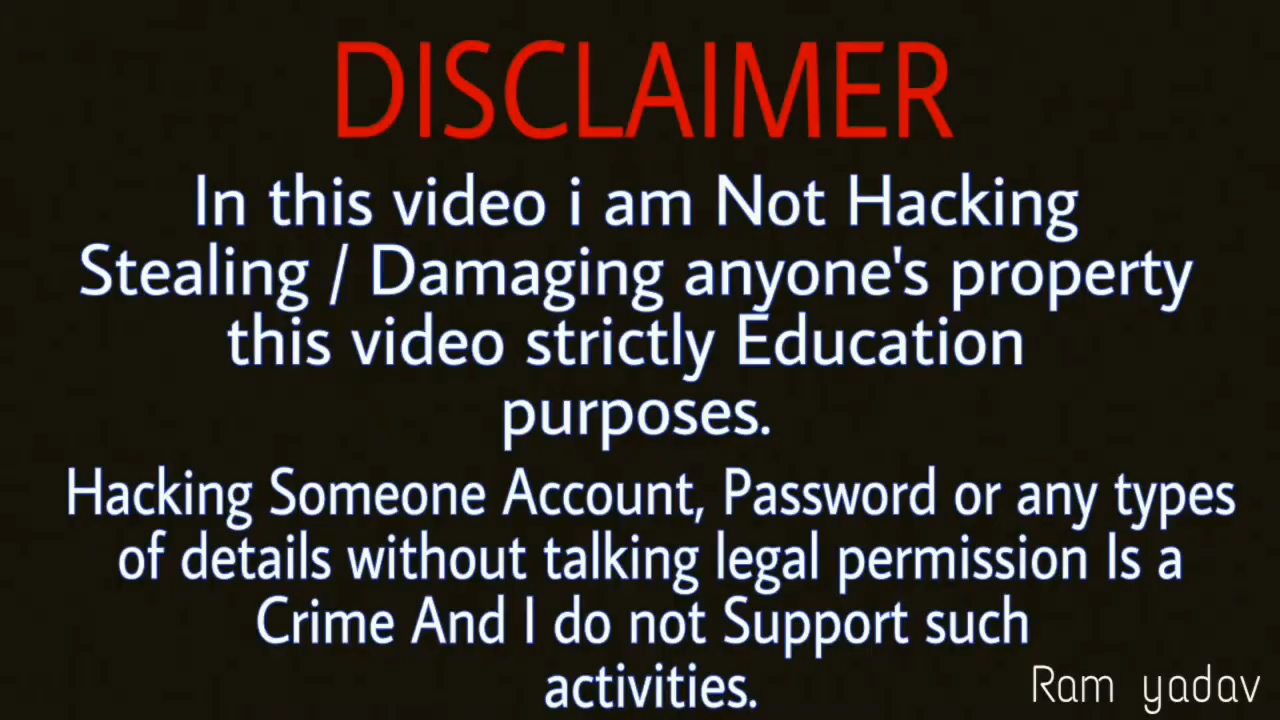 DISCLAIMER
In this video i am Not Hacking
Stealing / Damaging anyone's property
this video strictly Education
purposes.
Hacking Someone Account, Password or any types
of details without talking legal permission Is a
Crime And I do not Support such
activities.
Ram yadav